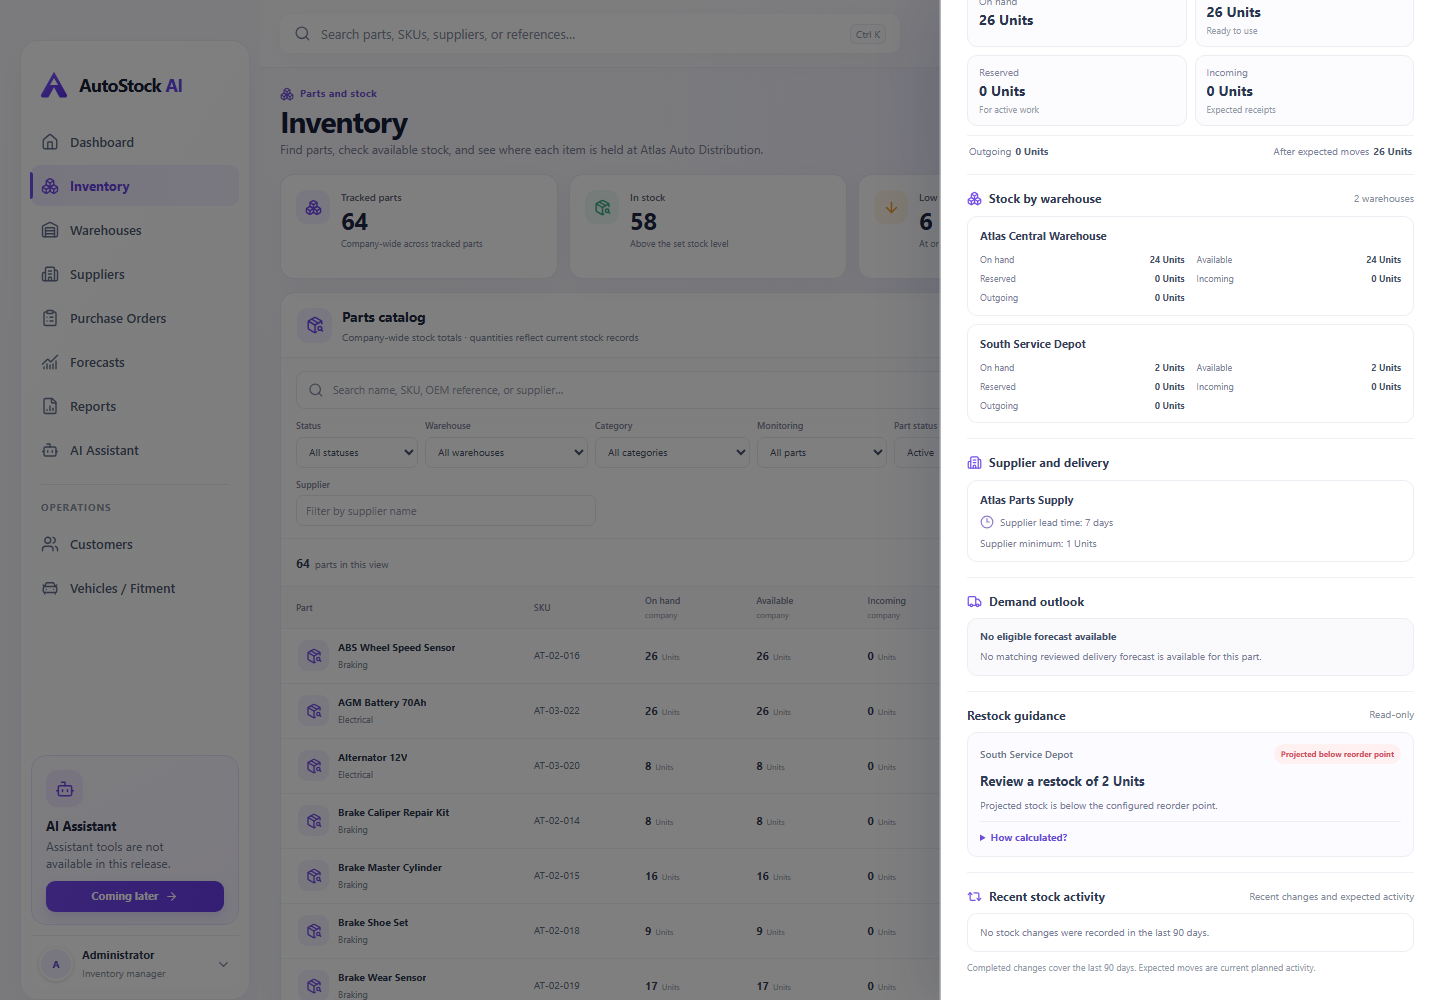 AutoStock AI
Dashboard
Inventory
Warehouses
Suppliers
Purchase Orders
Forecasts
Reports
AI Assistant
OPERATIONS
Customers
Vehicles / Fitment
AI Assistant
Assistant tools are not
available in this release.
Coming later
A
Administrator
Inventory manager
Search parts, SKUs, suppliers, or references...
Ctrl K
Parts and stock
Inventory
Find parts, check available stock, and see where each item is held at Atlas Auto Distribution.
Tracked parts
64
Company-wide across tracked parts
In stock
58
Above the set stock level
Low
6
At or
Parts catalog
Company-wide stock totals · quantities reflect current stock records
Search name, SKU, OEM reference, or supplier...
Status Warehouse Category Monitoring Part status
All statuses All warehouses All categories All parts Active
Supplier
Filter by supplier name
64 parts in this view
Part SKU On hand company Available company Incoming company
ABS Wheel Speed Sensor AT-02-016 26 Units 26 Units 0 Units
Braking
AGM Battery 70Ah AT-03-022 26 Units 26 Units 0 Units
Electrical
Alternator 12V AT-03-020 8 Units 8 Units 0 Units
Electrical
Brake Caliper Repair Kit AT-02-014 8 Units 8 Units 0 Units
Braking
Brake Master Cylinder AT-02-015 16 Units 16 Units 0 Units
Braking
Brake Shoe Set AT-02-018 9 Units 9 Units 0 Units
Braking
Brake Wear Sensor AT-02-019 17 Units 17 Units 0 Units
Braking
On hand
26 Units
26 Units
Ready to use
Reserved
0 Units
For active work
Incoming
0 Units
Expected receipts
Outgoing 0 Units After expected moves 26 Units
Stock by warehouse 2 warehouses
Atlas Central Warehouse
On hand 24 Units Available 24 Units
Reserved 0 Units Incoming 0 Units
Outgoing 0 Units
South Service Depot
On hand 2 Units Available 2 Units
Reserved 0 Units Incoming 0 Units
Outgoing 0 Units
Supplier and delivery
Atlas Parts Supply
Supplier lead time: 7 days
Supplier minimum: 1 Units
Demand outlook
No eligible forecast available
No matching reviewed delivery forecast is available for this part.
Restock guidance Read-only
South Service Depot Projected below reorder point
Review a restock of 2 Units
Projected stock is below the configured reorder point.
How calculated?
Recent stock activity Recent changes and expected activity
No stock changes were recorded in the last 90 days.
Completed changes cover the last 90 days. Expected moves are current planned activity.